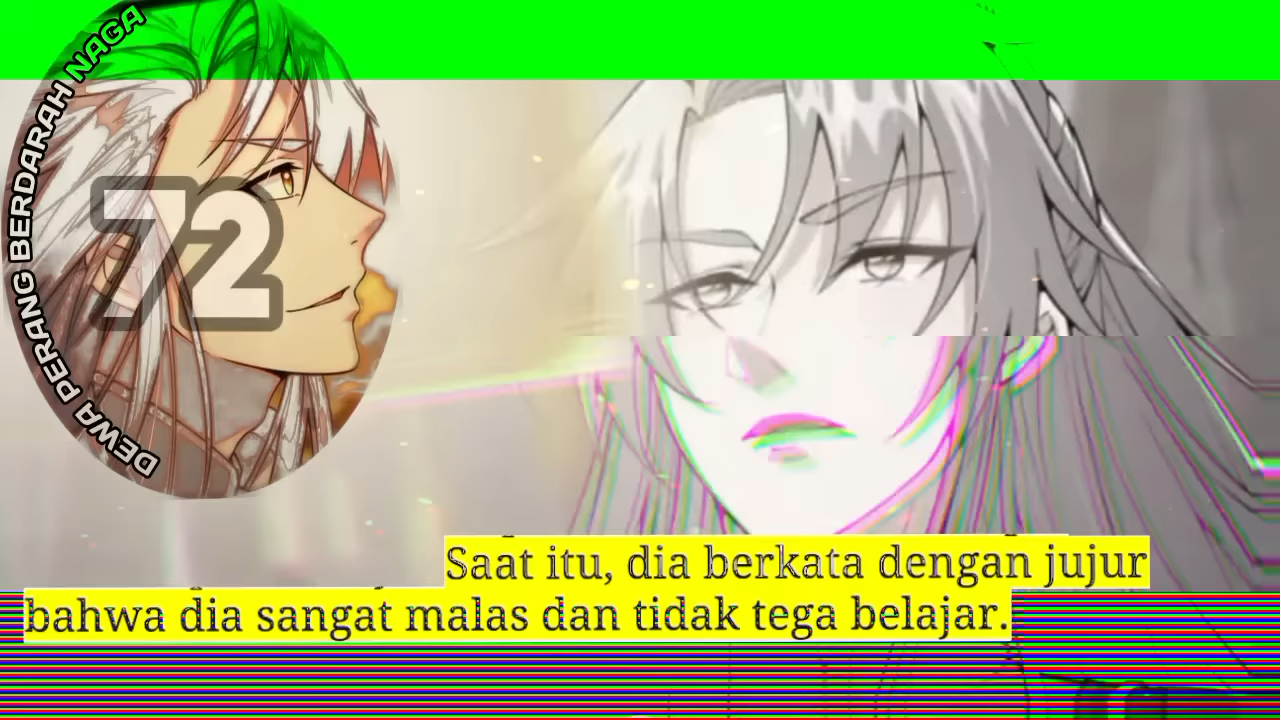 DEWA PERANG BERDARAH NAGA
72
Saat itu, dia berkata dengan jujur
bahwa dia sangat malas dan tidak tega belajar.